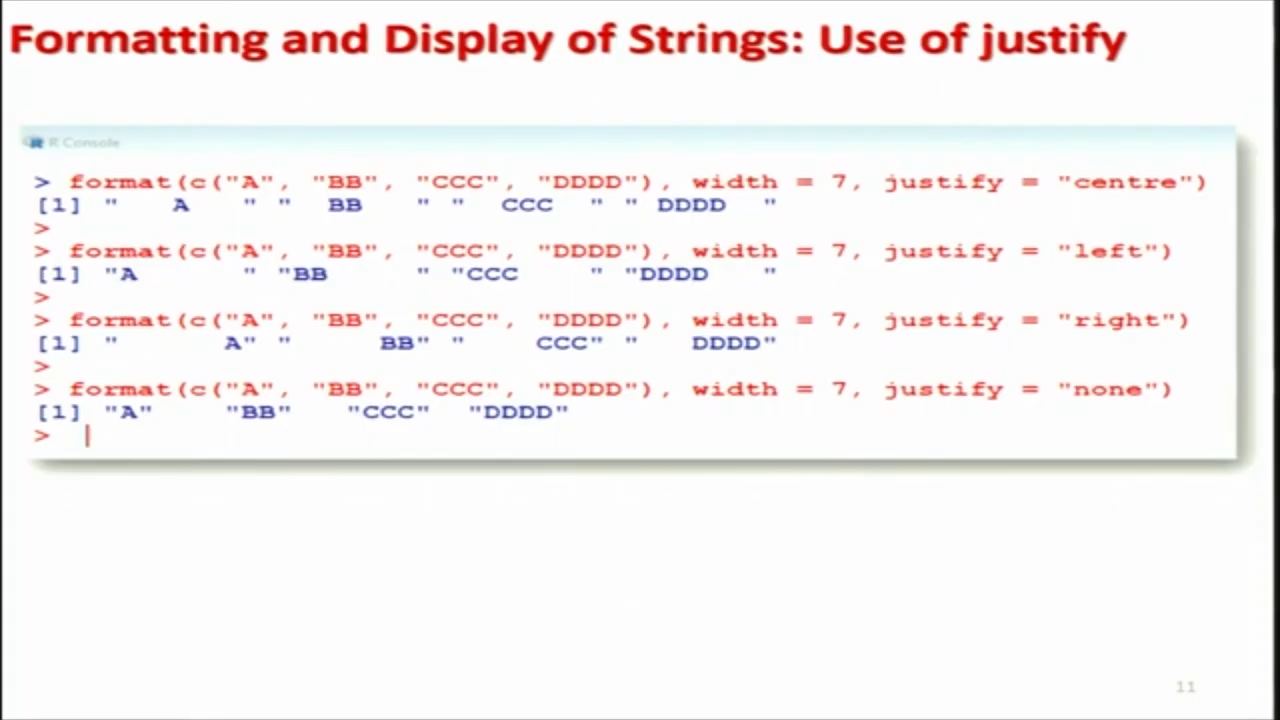 Formatting and Display of Strings: Use of justify
R Console
> format(c("A", "BB", "CCC", "DDDD"), width = 7, justify = "centre")
[1] "   A   " "  BB   " "  CCC  " " DDDD  "
>
> format(c("A", "BB", "CCC", "DDDD"), width = 7, justify = "left")
[1] "A      " "BB     " "CCC    " "DDDD   "
>
> format(c("A", "BB", "CCC", "DDDD"), width = 7, justify = "right")
[1] "      A" "     BB" "    CCC" "   DDDD"
>
> format(c("A", "BB", "CCC", "DDDD"), width = 7, justify = "none")
[1] "A"    "BB"   "CCC"  "DDDD"
>
11